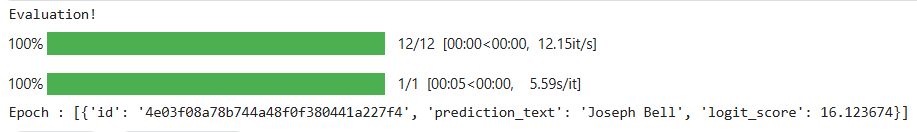 Evaluation!
100% 12/12 [00:00<00:00, 12.15it/s]
100% 1/1 [00:05<00:00, 5.59s/it]
Epoch : [{'id': '4e03f08a78b744a48f0f380441a227f4', 'prediction_text': 'Joseph Bell', 'logit_score': 16.123674}]